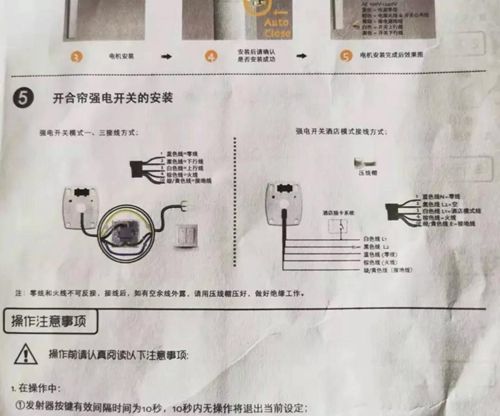 AC 100V-240V
Auto
Close
3 电机安装
4 安装后请确认
是否安装成功
5 电机安装完成后效果图
5 开合帘强电开关的安装
强电开关模式一、三接线方式:
1 蓝色线=零线
2 黑色线=下行线
3 白色线=上行线
4 棕色线=火线
5 绿/黄色线=接地线
强电开关酒店模式接线方式:
压线帽
1 蓝色线N=零线
2 黑色线 L2=空
3 白色线 L1=酒店模式线
4 棕色线=火线
5 绿/黄色线 E=接地线
酒店插卡系统
白色线 L1
黑色线 L2
蓝色线 (零线)
棕色线 (火线)
绿/黄色线 (接地线)
注: 零线和火线不可反接, 接线后, 如有空余线外露, 请用压线帽压好, 做好绝缘工作。
操作注意事项
操作前请认真阅读以下注意事项:
1. 在操作中:
①发射器按键有效间隔时间为10秒, 10秒内无操作将退出当前设定;